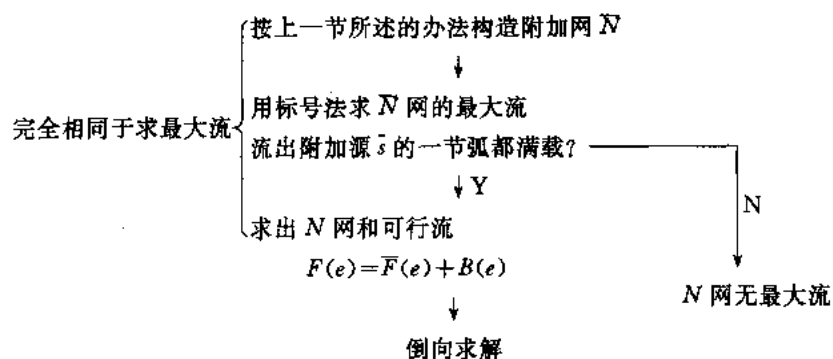 按上一节所述的办法构造附加网 N̅
用标号法求 N̅ 网的最大流
完全相同于求最大流
流出附加源 s̅ 的一节弧都满载?
Y
N
求出 N 网和可行流
F(e)=F̅(e)+B(e)
N 网无最大流
倒向求解